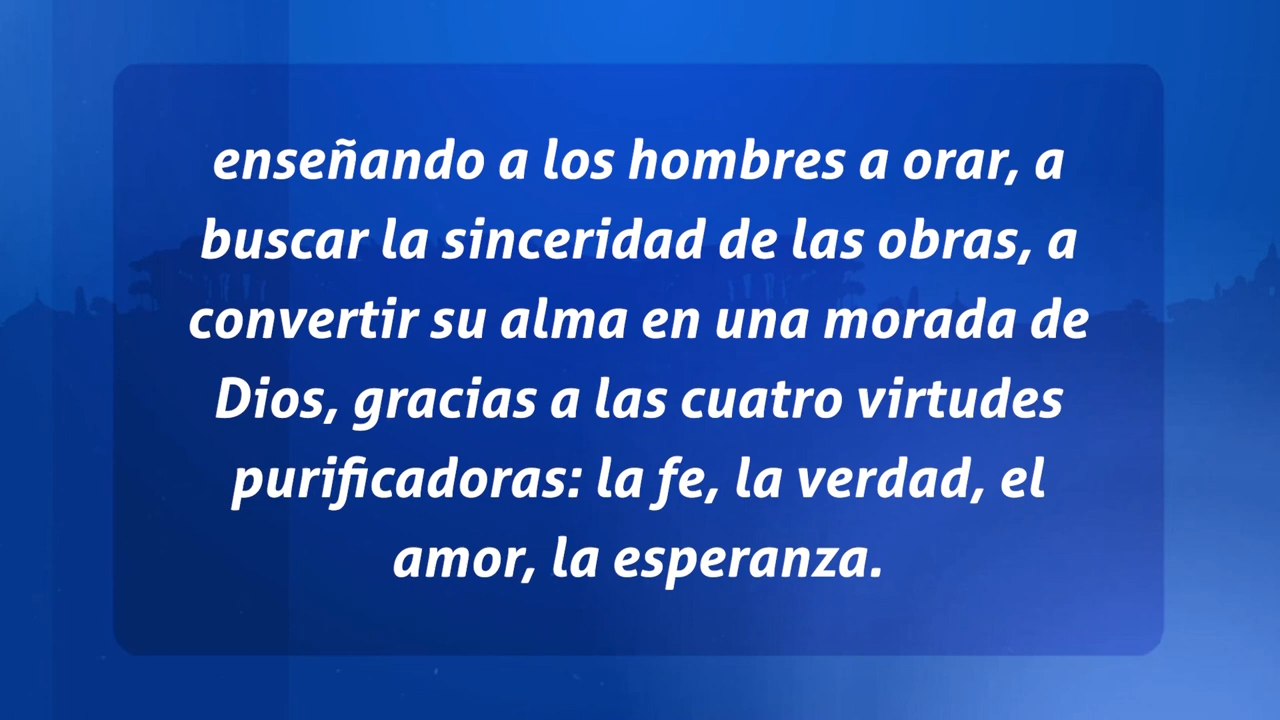 enseñando a los hombres a orar, a
buscar la sinceridad de las obras, a
convertir su alma en una morada de
Dios, gracias a las cuatro virtudes
purificadoras: la fe, la verdad, el
amor, la esperanza.